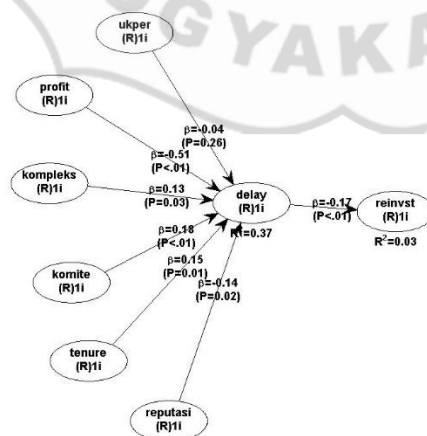 OGYAKA
ukper
(R)1i
profit
(R)1i
β=-0.04
(P=0.26)
β=-0.51
(P<.01)
kompleks
(R)1i
β=0.13
(P=0.03)
delay
(R)1i
β=-0.17
(P<.01)
reinvst
(R)1i
R²=0.37
R²=0.03
β=0.18
(P<.01)
β=0.15
(P=0.01)
komite
(R)1i
β=-0.14
(P=0.02)
tenure
(R)1i
reputasi
(R)1i